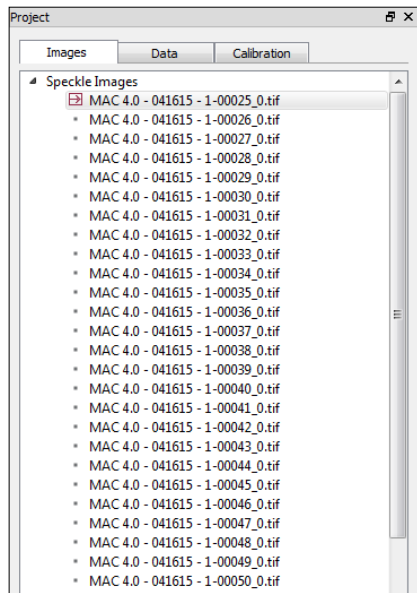 Project
Images Data Calibration
Speckle Images
MAC 4.0 - 041615 - 1-00025_0.tif
MAC 4.0 - 041615 - 1-00026_0.tif
MAC 4.0 - 041615 - 1-00027_0.tif
MAC 4.0 - 041615 - 1-00028_0.tif
MAC 4.0 - 041615 - 1-00029_0.tif
MAC 4.0 - 041615 - 1-00030_0.tif
MAC 4.0 - 041615 - 1-00031_0.tif
MAC 4.0 - 041615 - 1-00032_0.tif
MAC 4.0 - 041615 - 1-00033_0.tif
MAC 4.0 - 041615 - 1-00034_0.tif
MAC 4.0 - 041615 - 1-00035_0.tif
MAC 4.0 - 041615 - 1-00036_0.tif
MAC 4.0 - 041615 - 1-00037_0.tif
MAC 4.0 - 041615 - 1-00038_0.tif
MAC 4.0 - 041615 - 1-00039_0.tif
MAC 4.0 - 041615 - 1-00040_0.tif
MAC 4.0 - 041615 - 1-00041_0.tif
MAC 4.0 - 041615 - 1-00042_0.tif
MAC 4.0 - 041615 - 1-00043_0.tif
MAC 4.0 - 041615 - 1-00044_0.tif
MAC 4.0 - 041615 - 1-00045_0.tif
MAC 4.0 - 041615 - 1-00046_0.tif
MAC 4.0 - 041615 - 1-00047_0.tif
MAC 4.0 - 041615 - 1-00048_0.tif
MAC 4.0 - 041615 - 1-00049_0.tif
MAC 4.0 - 041615 - 1-00050_0.tif